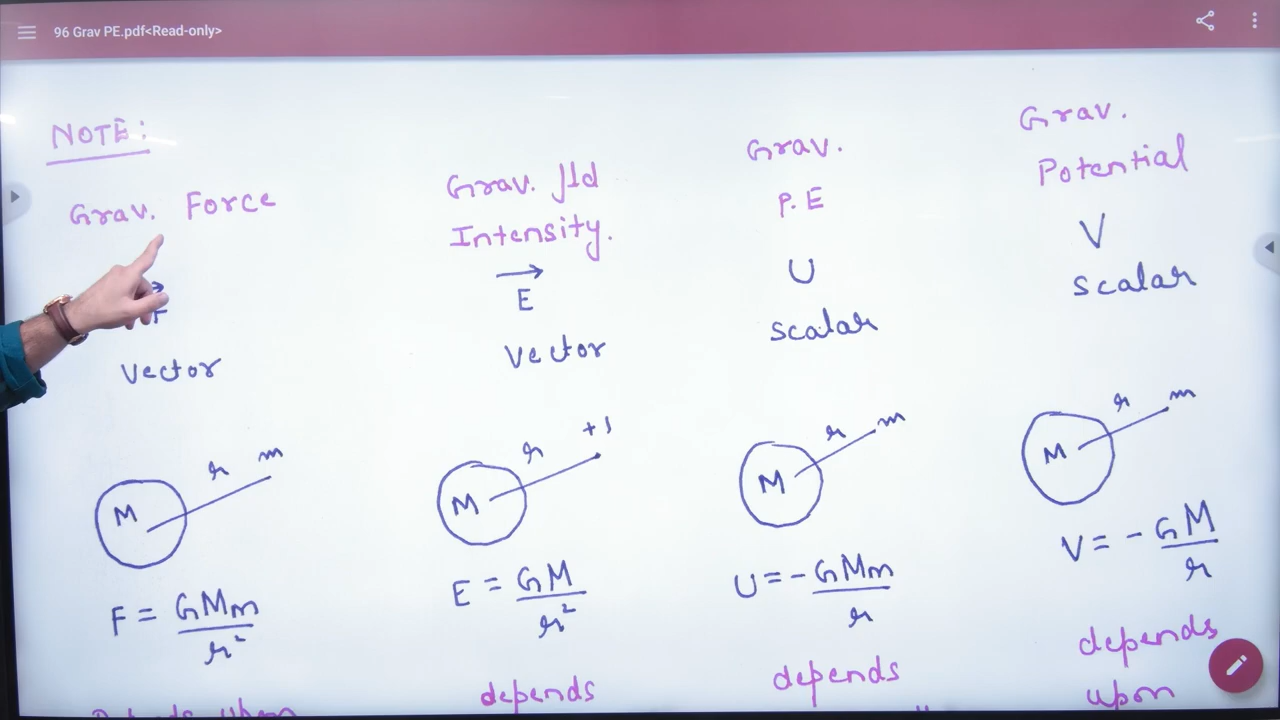 96 Grav PE.pdf<Read-only>
NOTE:
Grav. Force
F
Vector
M r m
F = GMm/r²
Grav. fld
Intensity.
E
Vector
M r +1
E = GM/r²
depends
Grav.
P.E
U
Scalar
M r m
U = - GMm/r
depends
Grav.
Potential
V
Scalar
M r m
V = - GM/r
depends
upon